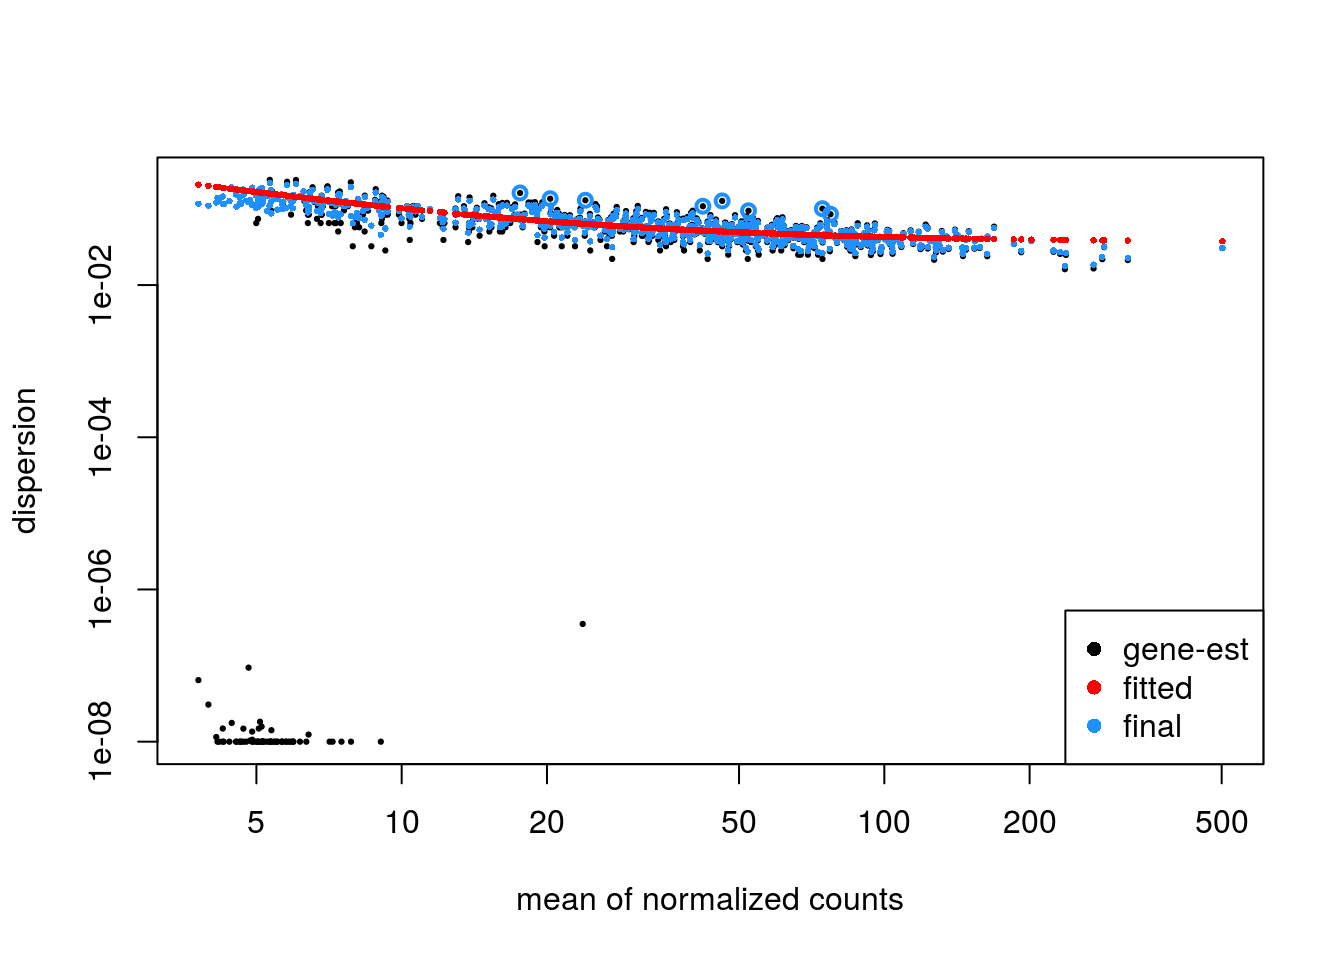 dispersion
1e-02
1e-04
1e-06
1e-08
gene-est
fitted
final
5 10 20 50 100 200 500
mean of normalized counts